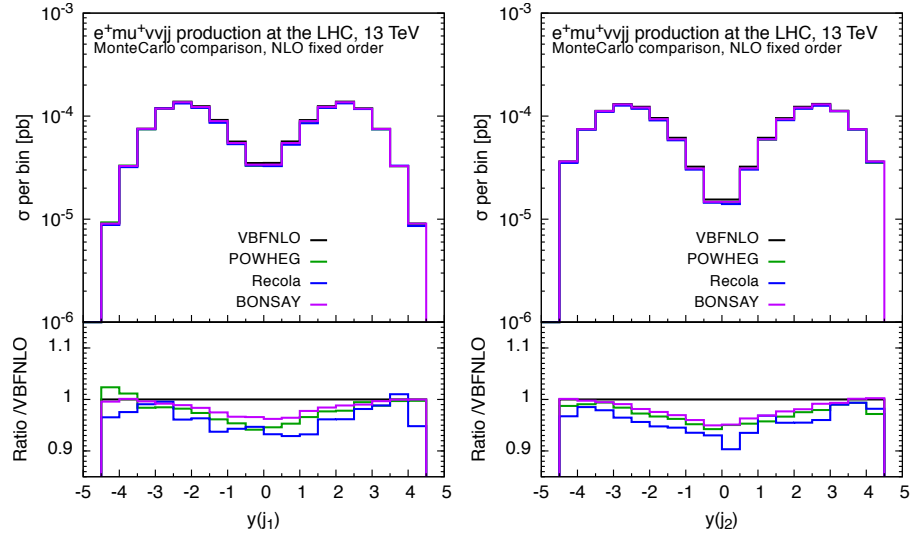 10⁻³
e⁺mu⁺vvjj production at the LHC, 13 TeV
MonteCarlo comparison, NLO fixed order
10⁻⁴
σ per bin [pb]
10⁻⁵
VBFNLO
POWHEG
Recola
BONSAY
10⁻⁶
1.1
1
0.9
Ratio /VBFNLO
-5 -4 -3 -2 -1 0 1 2 3 4 5
y(j₁)
10⁻³
e⁺mu⁺vvjj production at the LHC, 13 TeV
MonteCarlo comparison, NLO fixed order
10⁻⁴
σ per bin [pb]
10⁻⁵
VBFNLO
POWHEG
Recola
BONSAY
10⁻⁶
1.1
1
0.9
Ratio /VBFNLO
-5 -4 -3 -2 -1 0 1 2 3 4 5
y(j₂)